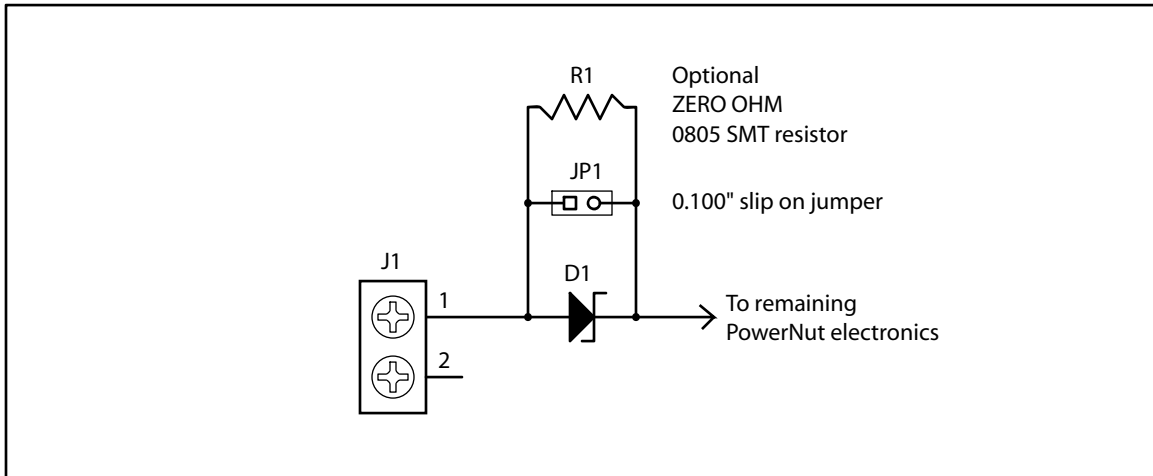 R1
Optional
ZERO OHM
0805 SMT resistor
JP1
0.100" slip on jumper
J1
D1
1
2
To remaining
PowerNut electronics